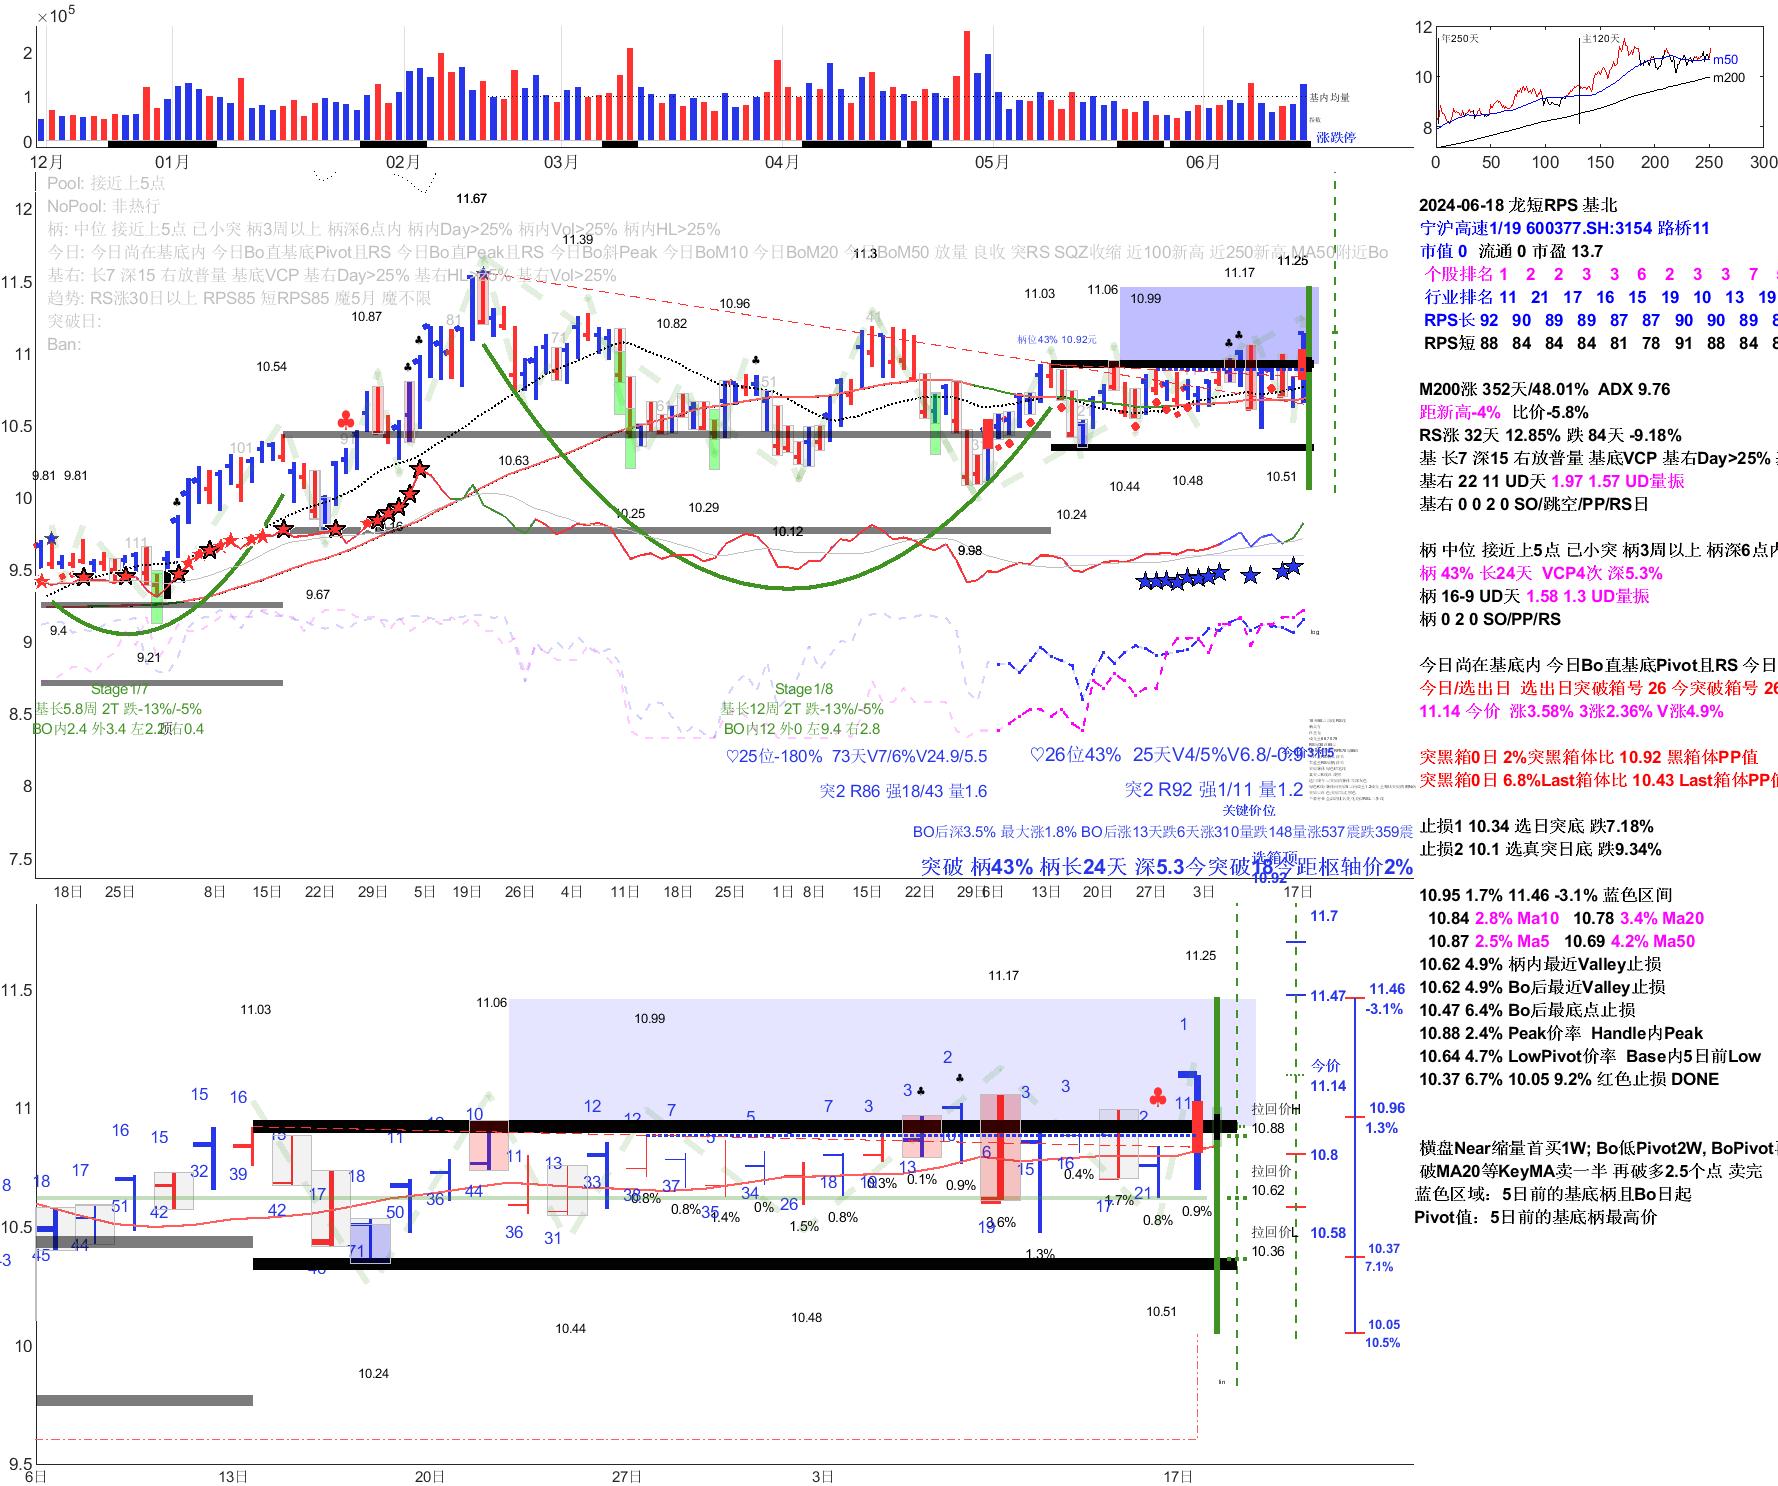 ×10⁵
2
1
0
基内均量
涨跌停
12月 01月 02月 03月 04月 05月 06月
12
10
8
年250天
主120天
m50
m200
0 50 100 150 200 250 300
12
11.5
11
10.5
10
9.5
9
8.5
8
7.5
Pool: 接近上5点
NoPool: 非热行
柄: 中位 接近上5点 己小突 柄3周以上 柄深6点内 柄内Day>25% 柄内Vol>25% 柄内HL>25%
今日: 今日尚在基底内 今日Bo直基底Pivot且RS 今日Bo直Peak且RS 今日Bo斜Peak 今日BoM10 今日BoM20 今日BoM50 放量 良收 突RS SQZ收缩 近100新高 近250新高 MA50附近Bo
基右: 长7 深15 右放普量 基底VCP 基右Day>25% 基右HL>25% 基右Vol>25%
趋势: RS涨30日以上 RPS85 短RPS85 魔5月 魔不限
突破日:
Ban:
11.67
11.39
11.3
11.25
11.17
11.03
11.06
10.99
10.96
10.87
10.82
10.54
柄位43% 10.92元
9.81 9.81
10.63
10.25
10.29
10.12
9.98
10.24
10.44
10.48
10.51
9.67
9.4
9.21
111
101
81
71
51
41
Stage1/7
基长5.8周 2T 跌-13%/-5%
BO内2.4 外3.4 左2.2 右0.4
Stage1/8
基长12周 2T 跌-13%/-5%
BO内12 外0 左9.4 右2.8
♡25位-180% 73天V7/6%V24.9/5.5
突2 R86 强18/43 量1.6
♡26位43% 25天V4/5%V6.8/-0.9
突2 R92 强1/11 量1.2
关键价位
BO后深3.5% 最大涨1.8% BO后涨13天跌6天涨310量跌148量涨537震跌359震
选箱顶
10.92
突破 柄43% 柄长24天 深5.3今突破18今距枢轴价2%
log
18日 25日 8日 15日 22日 29日 5日 19日 26日 4日 11日 18日 25日 1日 8日 15日 22日 29日 6日 13日 20日 27日 3日 17日
11.5
11
10.5
10
9.5
11.03
11.06
10.99
11.17
11.25
10.24
10.44
10.48
10.51
18 17 16 15 15 16
45 44 51 42 32 39
42 17 18 71 11 50 36 10 44
11 36 13 31 12 33 12 7 37 5 34
26 7 18 3 3 13 2 6 3 15 3 16 2 21 11 1
0.8% 0.8% 1.4% 0% 1.5% 0.8% 0.3% 0.1% 0.9% 3.6% 1.3% 0.4% 1.7% 0.8% 0.9%
11.7
11.47
今价
11.14
10.8
10.58
拉回价H
10.88
拉回价
10.62
拉回价L
10.36
11.46
-3.1%
10.96
1.3%
10.37
7.1%
10.05
10.5%
lin
6日 13日 20日 27日 3日 17日
2024-06-18 龙短RPS 基北
宁沪高速1/19 600377.SH:3154 路桥11
市值 0 流通 0 市盈 13.7
个股排名 1 2 2 3 3 6 2 3 3 7
行业排名 11 21 17 16 15 19 10 13 19
RPS长 92 90 89 89 87 87 90 90 89
RPS短 88 84 84 84 81 78 91 88 84
M200涨 352天/48.01% ADX 9.76
距新高-4% 比价-5.8%
RS涨 32天 12.85% 跌 84天 -9.18%
基 长7 深15 右放普量 基底VCP 基右Day>25%
基右 22 11 UD天 1.97 1.57 UD量振
基右 0 0 2 0 SO/跳空/PP/RS日
柄 中位 接近上5点 己小突 柄3周以上 柄深6点内
柄 43% 长24天 VCP4次 深5.3%
柄 16-9 UD天 1.58 1.3 UD量振
柄 0 2 0 SO/PP/RS
今日尚在基底内 今日Bo直基底Pivot且RS 今日
今日/选出日 选出日突破箱号 26 今突破箱号 26
11.14 今价 涨3.58% 3涨2.36% V涨4.9%
突黑箱0日 2%突黑箱体比 10.92 黑箱体PP值
突黑箱0日 6.8%Last箱体比 10.43 Last箱体PP值
止损1 10.34 选日突底 跌7.18%
止损2 10.1 选真突日底 跌9.34%
10.95 1.7% 11.46 -3.1% 蓝色区间
10.84 2.8% Ma10 10.78 3.4% Ma20
10.87 2.5% Ma5 10.69 4.2% Ma50
10.62 4.9% 柄内最近Valley止损
10.62 4.9% Bo后最近Valley止损
10.47 6.4% Bo后最底点止损
10.88 2.4% Peak价率 Handle内Peak
10.64 4.7% LowPivot价率 Base内5日前Low
10.37 6.7% 10.05 9.2% 红色止损 DONE
横盘Near缩量首买1W; Bo低Pivot2W, BoPivot
破MA20等KeyMA卖一半 再破多2.5个点 卖完
蓝色区域：5日前的基底柄且Bo日起
Pivot值：5日前的基底柄最高价